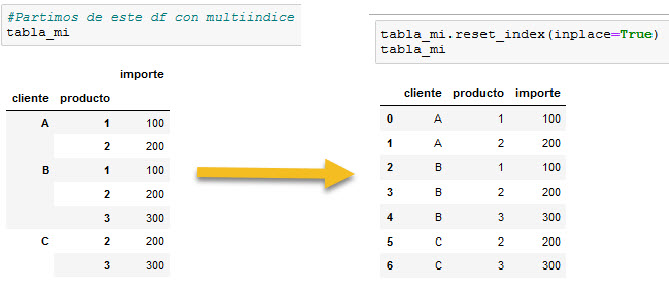 #Partimos de este df con multiindice
tabla_mi
importe
cliente producto
A 1 100
2 200
B 1 100
2 200
3 300
C 2 200
3 300
tabla_mi.reset_index(inplace=True)
tabla_mi
cliente producto importe
0 A 1 100
1 A 2 200
2 B 1 100
3 B 2 200
4 B 3 300
5 C 2 200
6 C 3 300